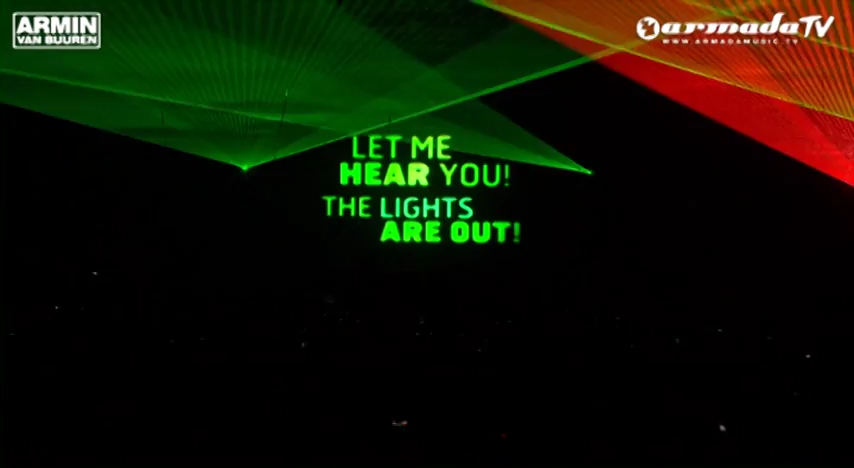 ARMIN
VAN BUUREN
armadaTV
WWW.ARMADAMUSIC.TV
LET ME
HEAR YOU!
THE LIGHTS
ARE OUT!